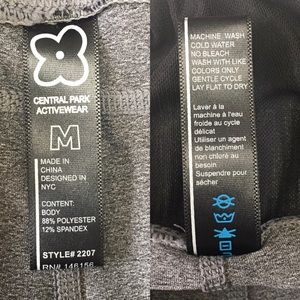 CENTRAL PARK
ACTIVEWEAR
M
MADE IN
CHINA
DESIGNED IN
NYC
CONTENT:
BODY
88% POLYESTER
12% SPANDEX
STYLE# 2207
RN# 146156
MACHINE WASH
COLD WATER
NO BLEACH
WASH WITH LIKE
COLORS ONLY
GENTLE CYCLE
LAY FLAT TO DRY
Laver à la
machine à l'eau
froide au cycle
délicat
Utiliser un agent
de blanchiment
non chloré au
besoin
Suspendre pour
sécher